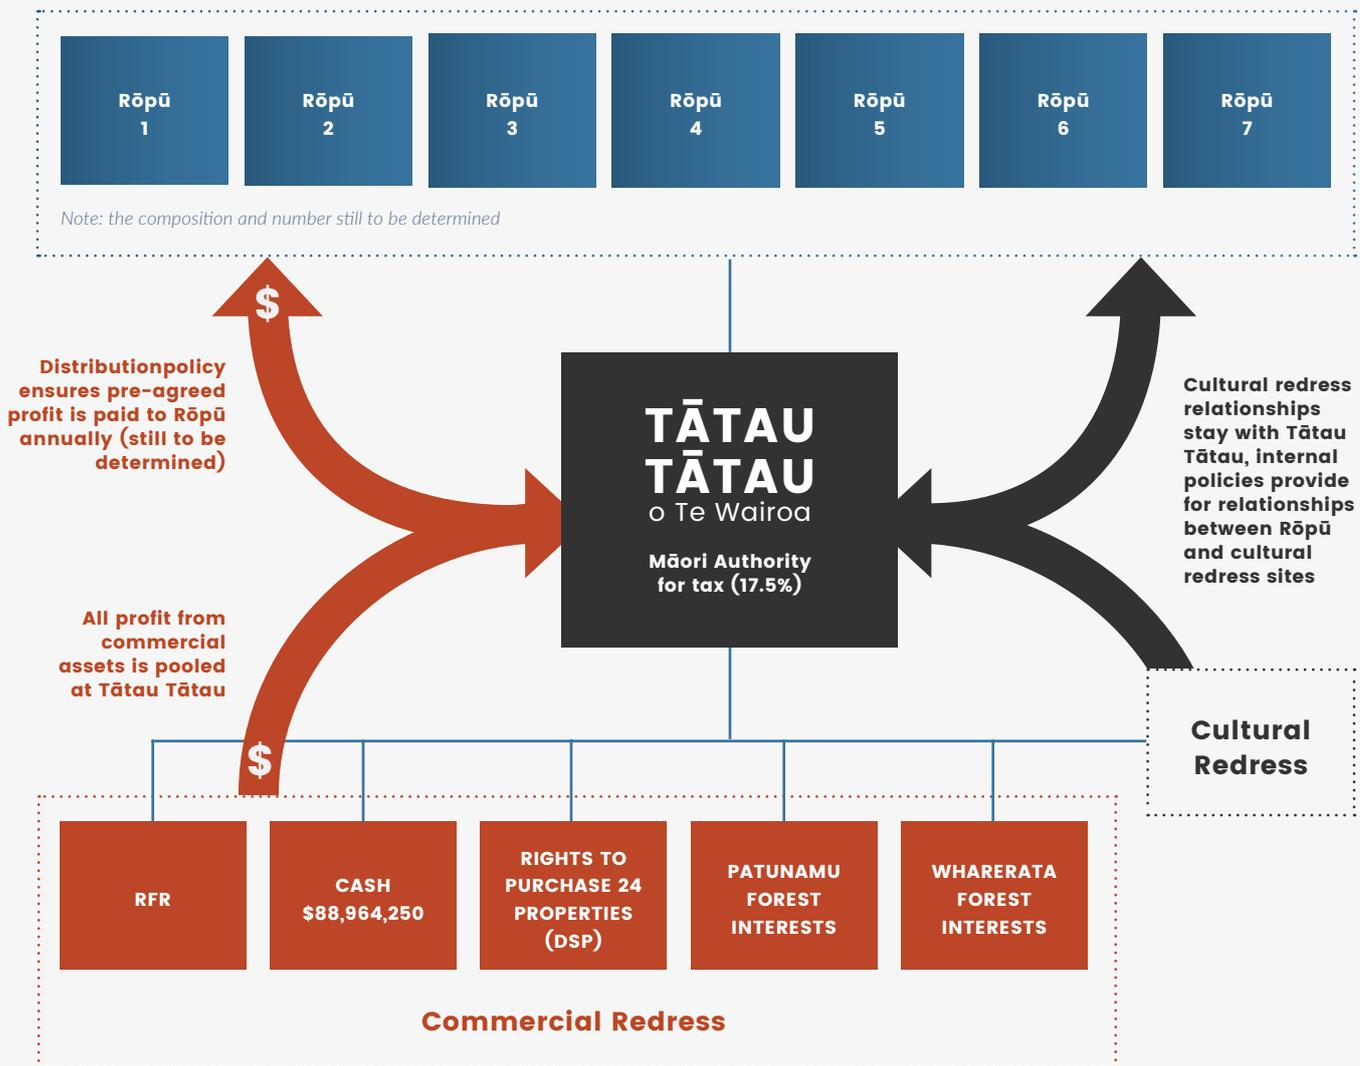 Rōpū
1
Rōpū
2
Rōpū
3
Rōpū
4
Rōpū
5
Rōpū
6
Rōpū
7
Note: the composition and number still to be determined
$
Distributionpolicy
ensures pre-agreed
profit is paid to Rōpū
annually (still to be
determined)
TĀTAU
TĀTAU
o Te Wairoa
Māori Authority
for tax (17.5%)
Cultural redress
relationships
stay with Tātau
Tātau, internal
policies provide
for relationships
between Rōpū
and cultural
redress sites
All profit from
commercial
assets is pooled
at Tātau Tātau
$
Cultural
Redress
RFR
CASH
$88,964,250
RIGHTS TO
PURCHASE 24
PROPERTIES
(DSP)
PATUNAMU
FOREST
INTERESTS
WHARERATA
FOREST
INTERESTS
Commercial Redress